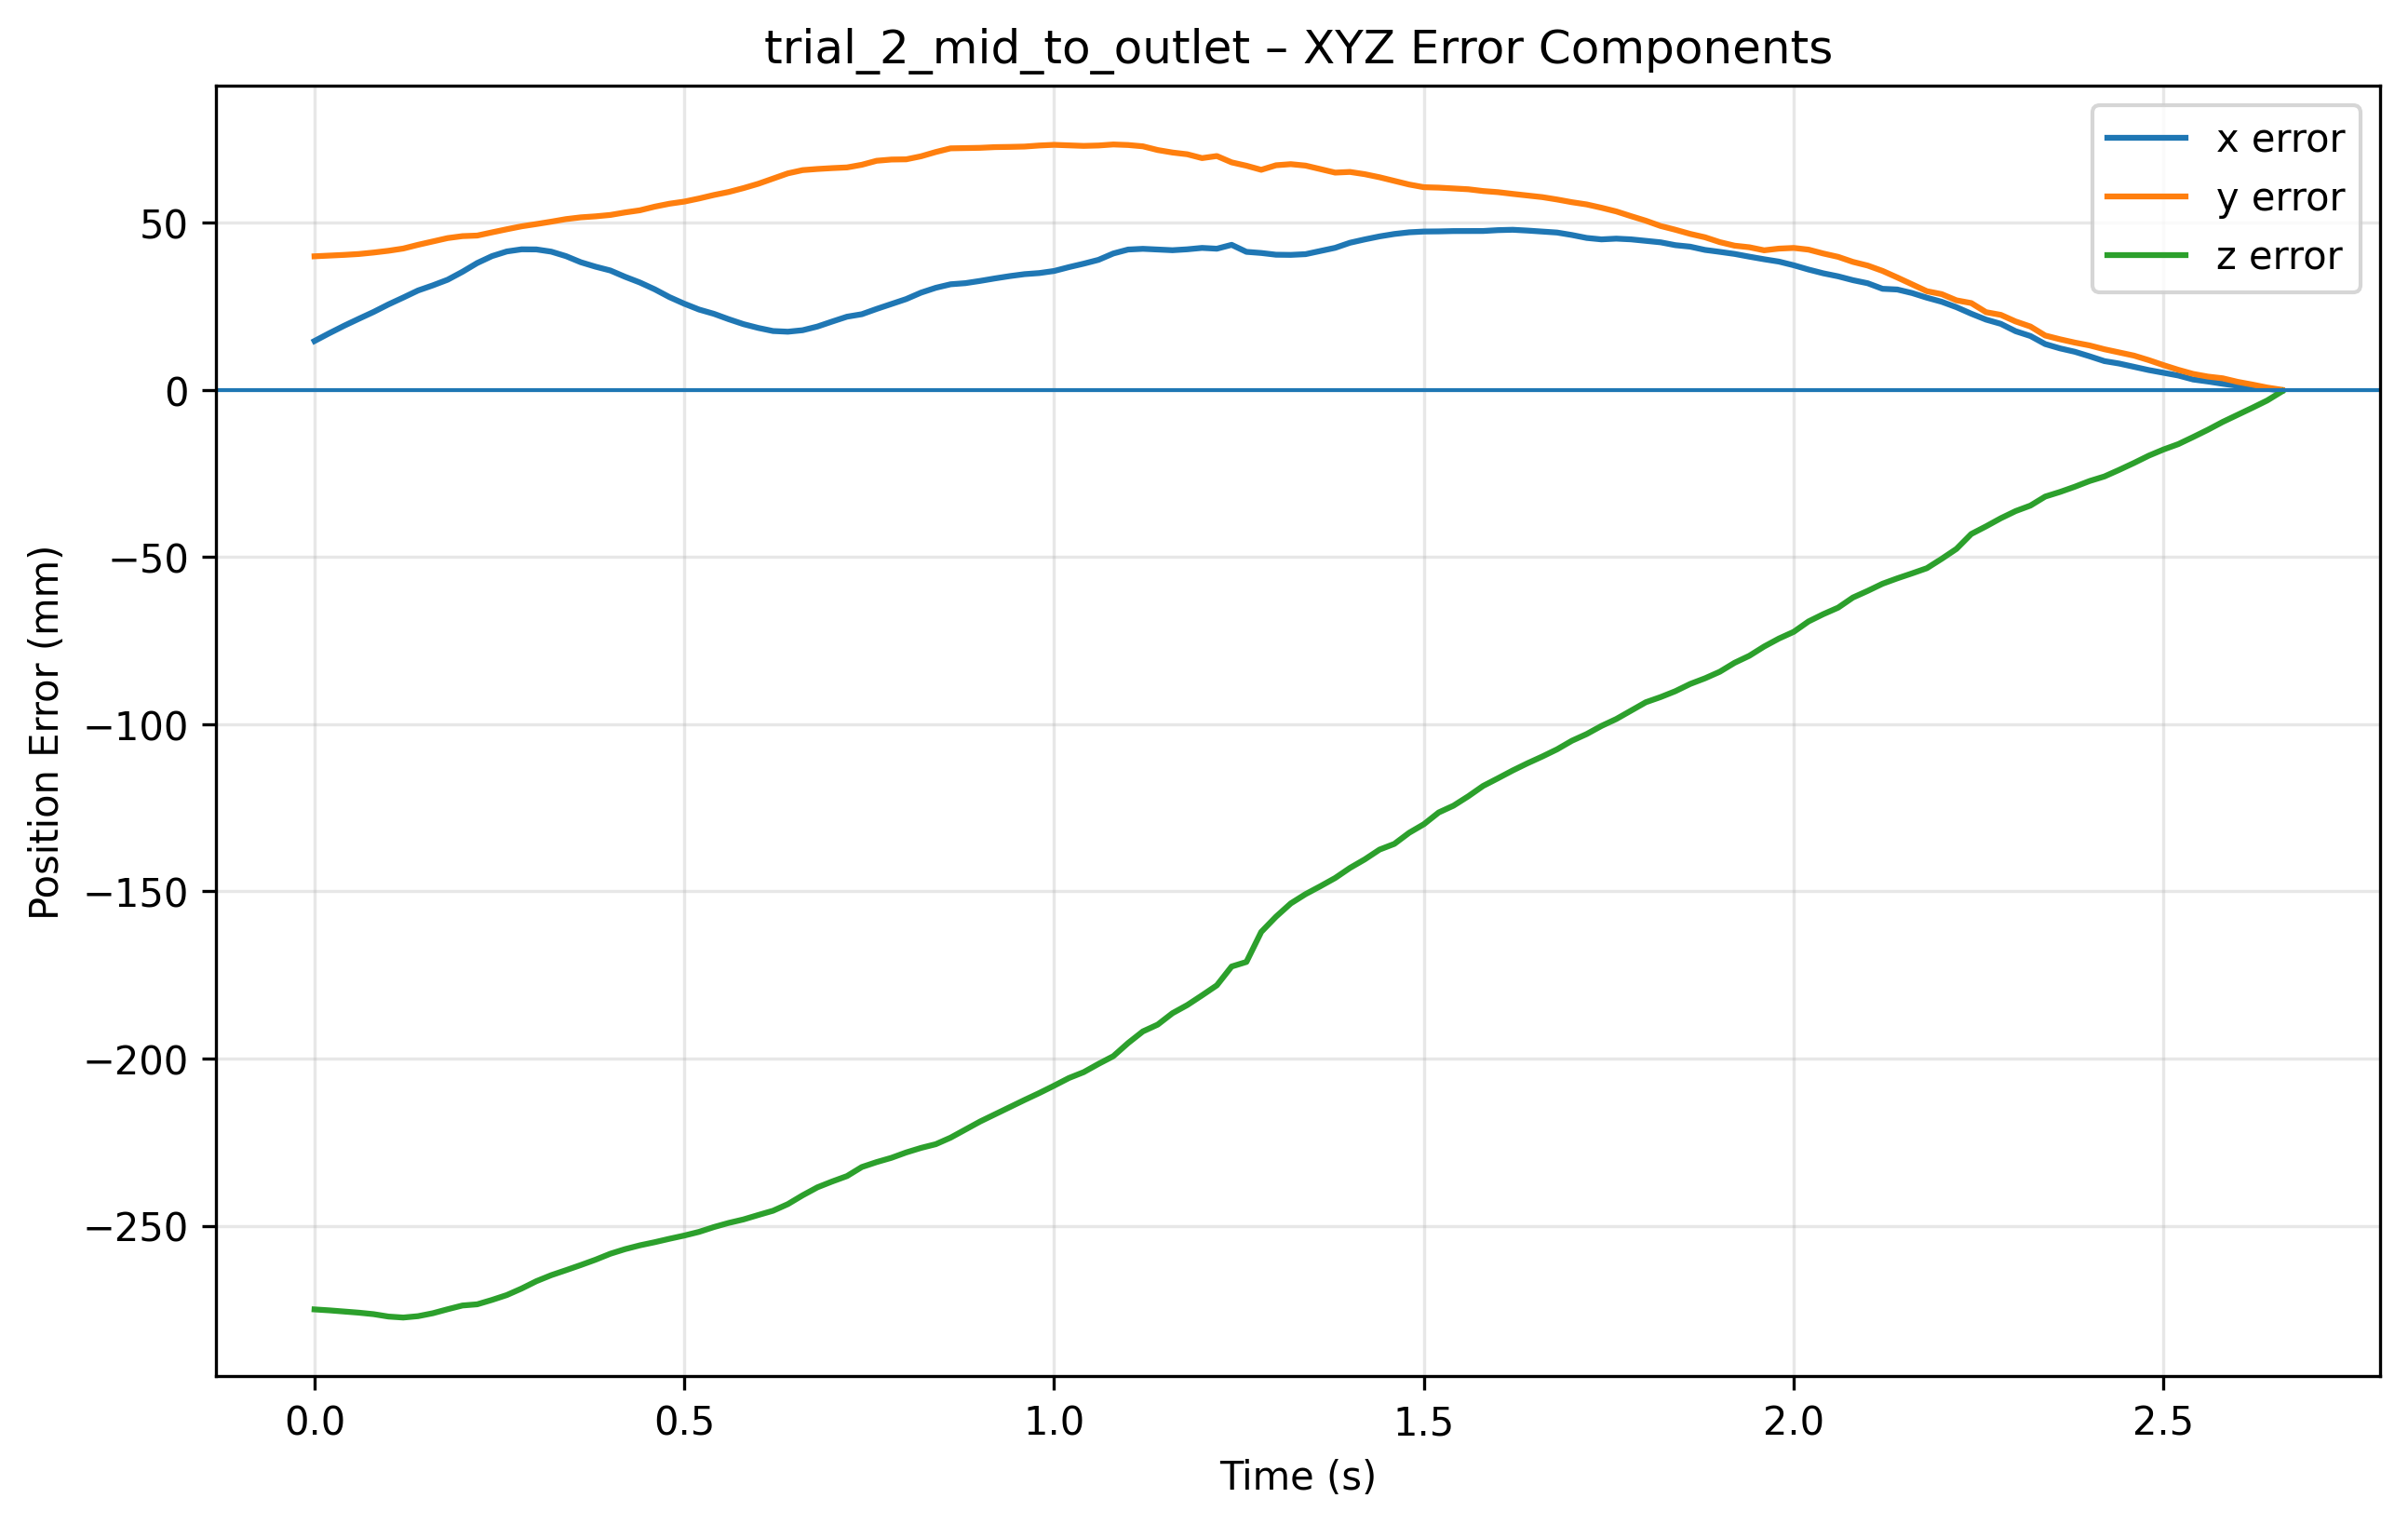 trial_2_mid_to_outlet – XYZ Error Components
x error
y error
z error
Position Error (mm)
50
0
−50
−100
−150
−200
−250
0.0 0.5 1.0 1.5 2.0 2.5
Time (s)